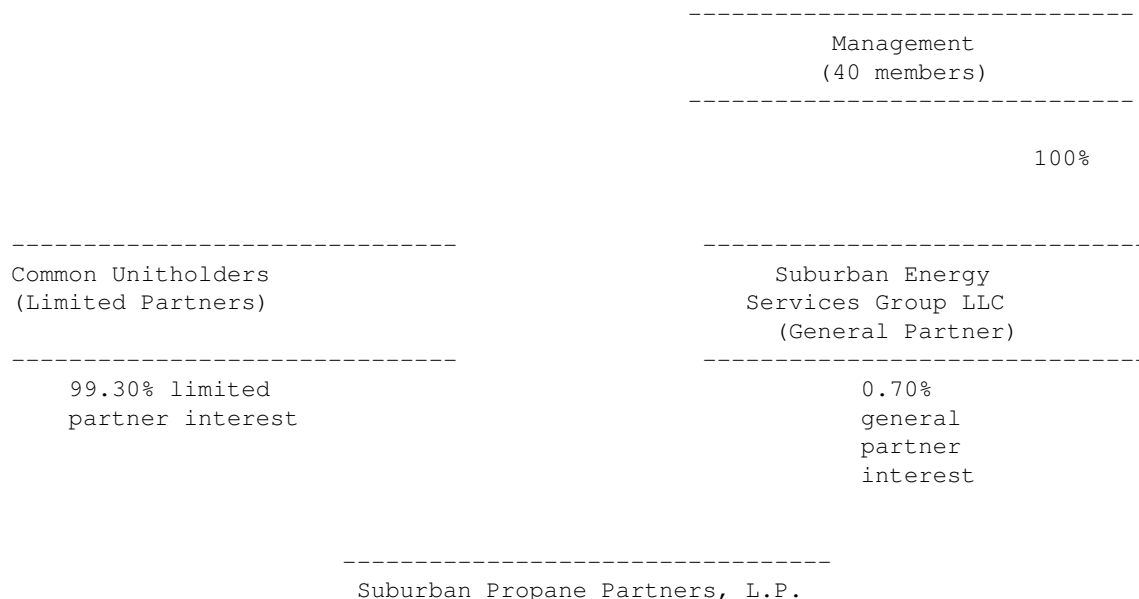 -------------------------------
Management
(40 members)
-------------------------------
100%
-------------------------------
Common Unitholders
(Limited Partners)
-------------------------------
99.30% limited
partner interest
-------------------------------
Suburban Energy
Services Group LLC
(General Partner)
-------------------------------
0.70%
general
partner
interest
----------------------------------
Suburban Propane Partners, L.P.